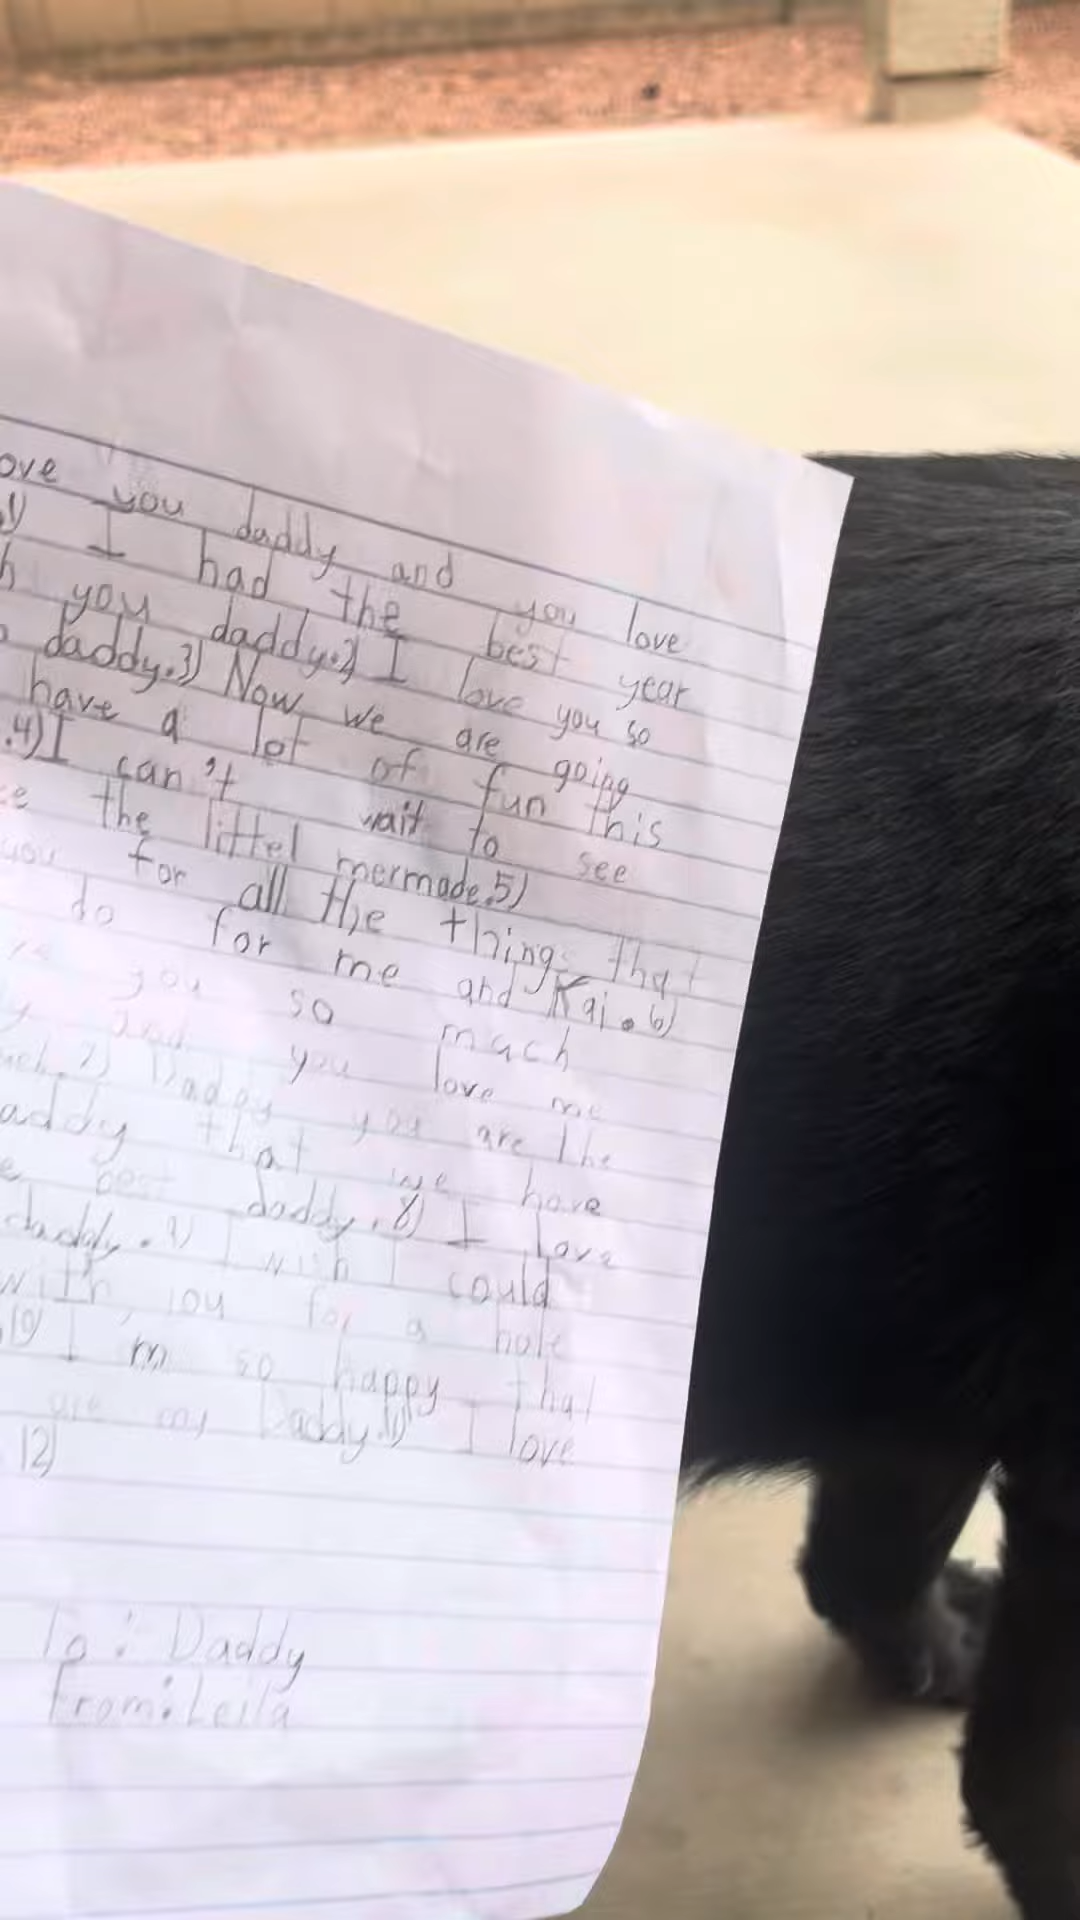 ove you daddy and you love
1) I had the best year
h you daddy.2) I love you so
daddy.3) Now we are going
have a lot of fun this
.4) I can't wait to see
e the littel mermade.5)
you for all the things that
do for me and Kai.6)
you so much
y and you love me
uch.7) Daddy you are the
addy that we have
e best daddy.8) I love
daddy.9) I wish I could
with you for a hole
10) I m so happy that
are my Daddy.11) I love
12)
To: Daddy
From: Leila